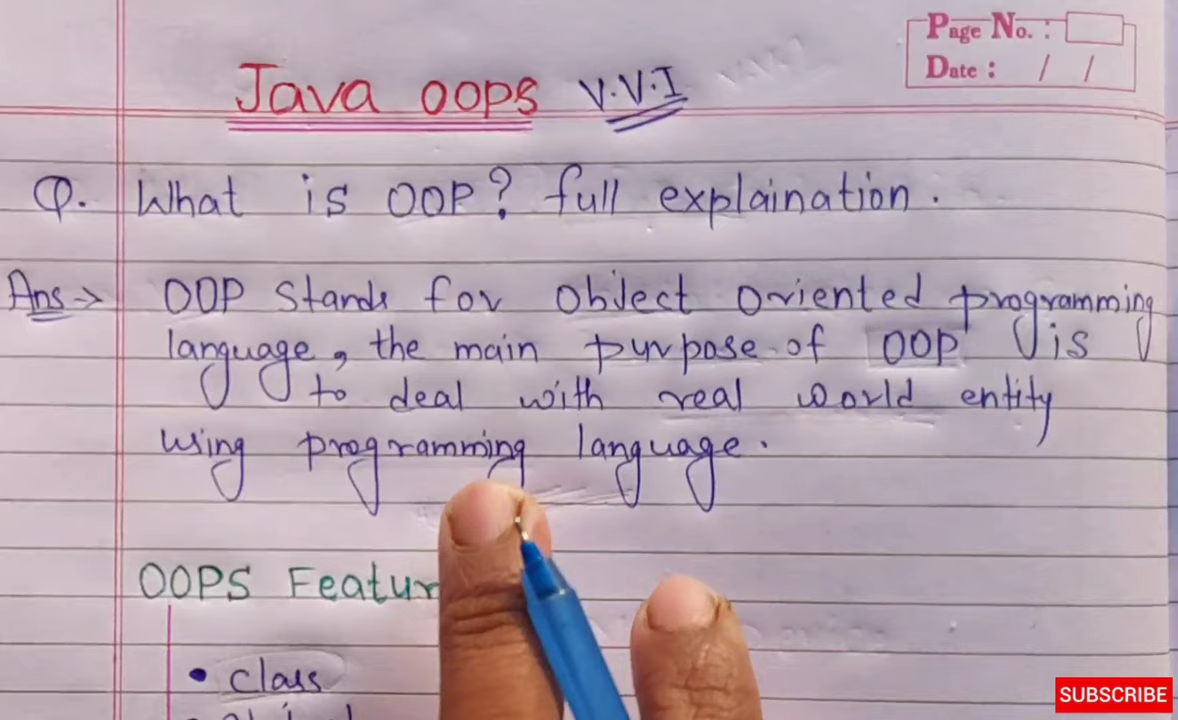 Page No. :
Date : / /
Java OOPS V.V.I
Q. What is OOP? full explaination.
Ans-> OOP Stands for Object Oriented programming
language, the main purpose of OOP is
to deal with real world entity
using programming language.
OOPS Featur
• class
SUBSCRIBE